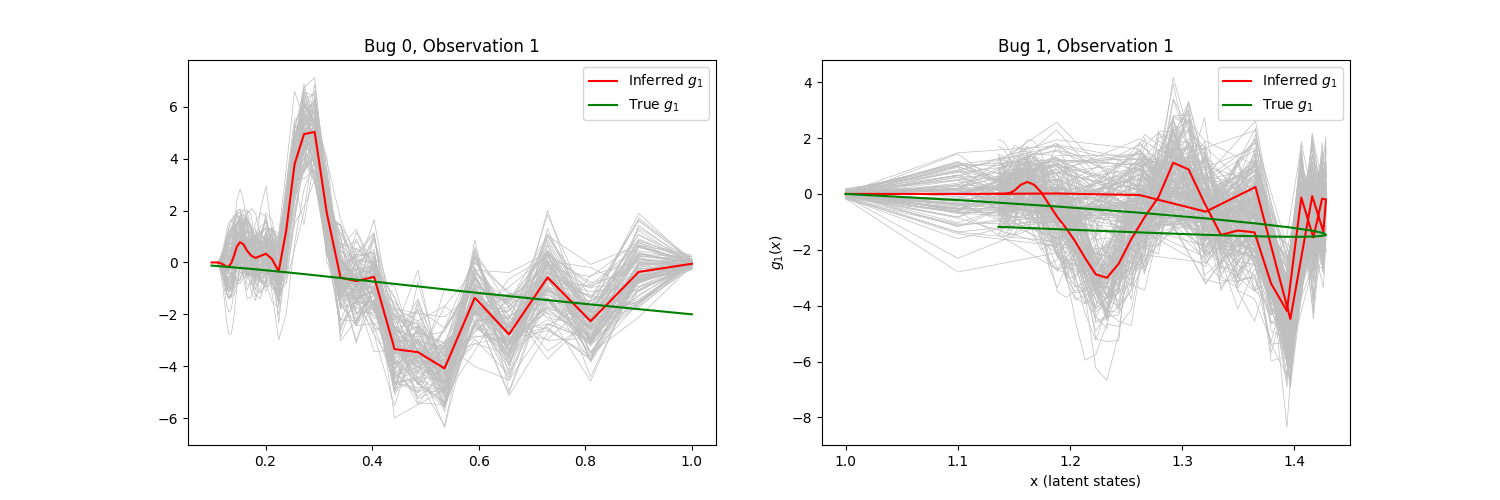 Bug 0, Observation 1
Inferred g₁
True g₁
6
4
2
0
−2
−4
−6
0.2 0.4 0.6 0.8 1.0
Bug 1, Observation 1
Inferred g₁
True g₁
g₁(x)
4
2
0
−2
−4
−6
−8
1.0 1.1 1.2 1.3 1.4
x (latent states)